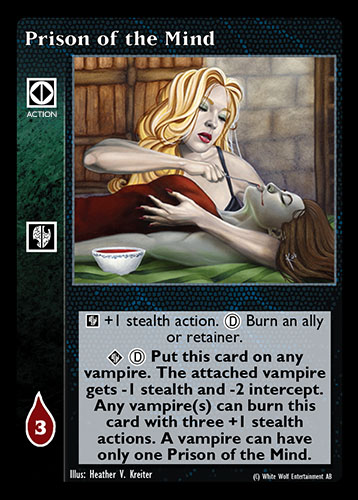 Prison of the Mind
ACTION
+1 stealth action. Ⓓ Burn an ally
or retainer.
Ⓓ Put this card on any
vampire. The attached vampire
gets -1 stealth and -2 intercept.
Any vampire(s) can burn this
card with three +1 stealth
actions. A vampire can have
only one Prison of the Mind.
3
Illus: Heather V. Kreiter
(C) White Wolf Entertainment AB